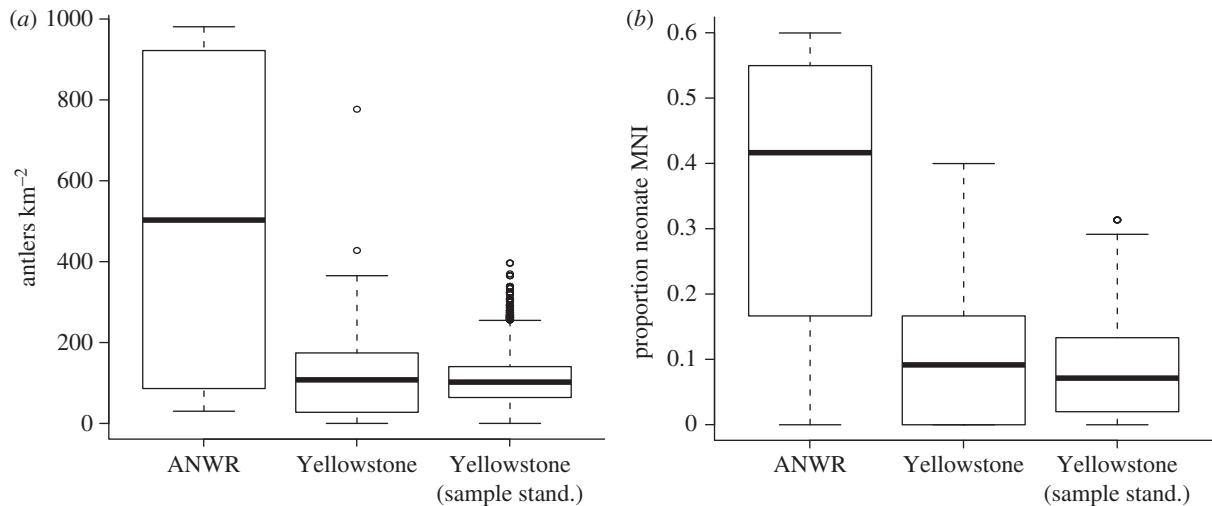 (a)
1000
800
600
400
200
0
antlers km⁻²
ANWR
Yellowstone
Yellowstone
(sample stand.)
(b)
0.6
0.5
0.4
0.3
0.2
0.1
0
proportion neonate MNI
ANWR
Yellowstone
Yellowstone
(sample stand.)